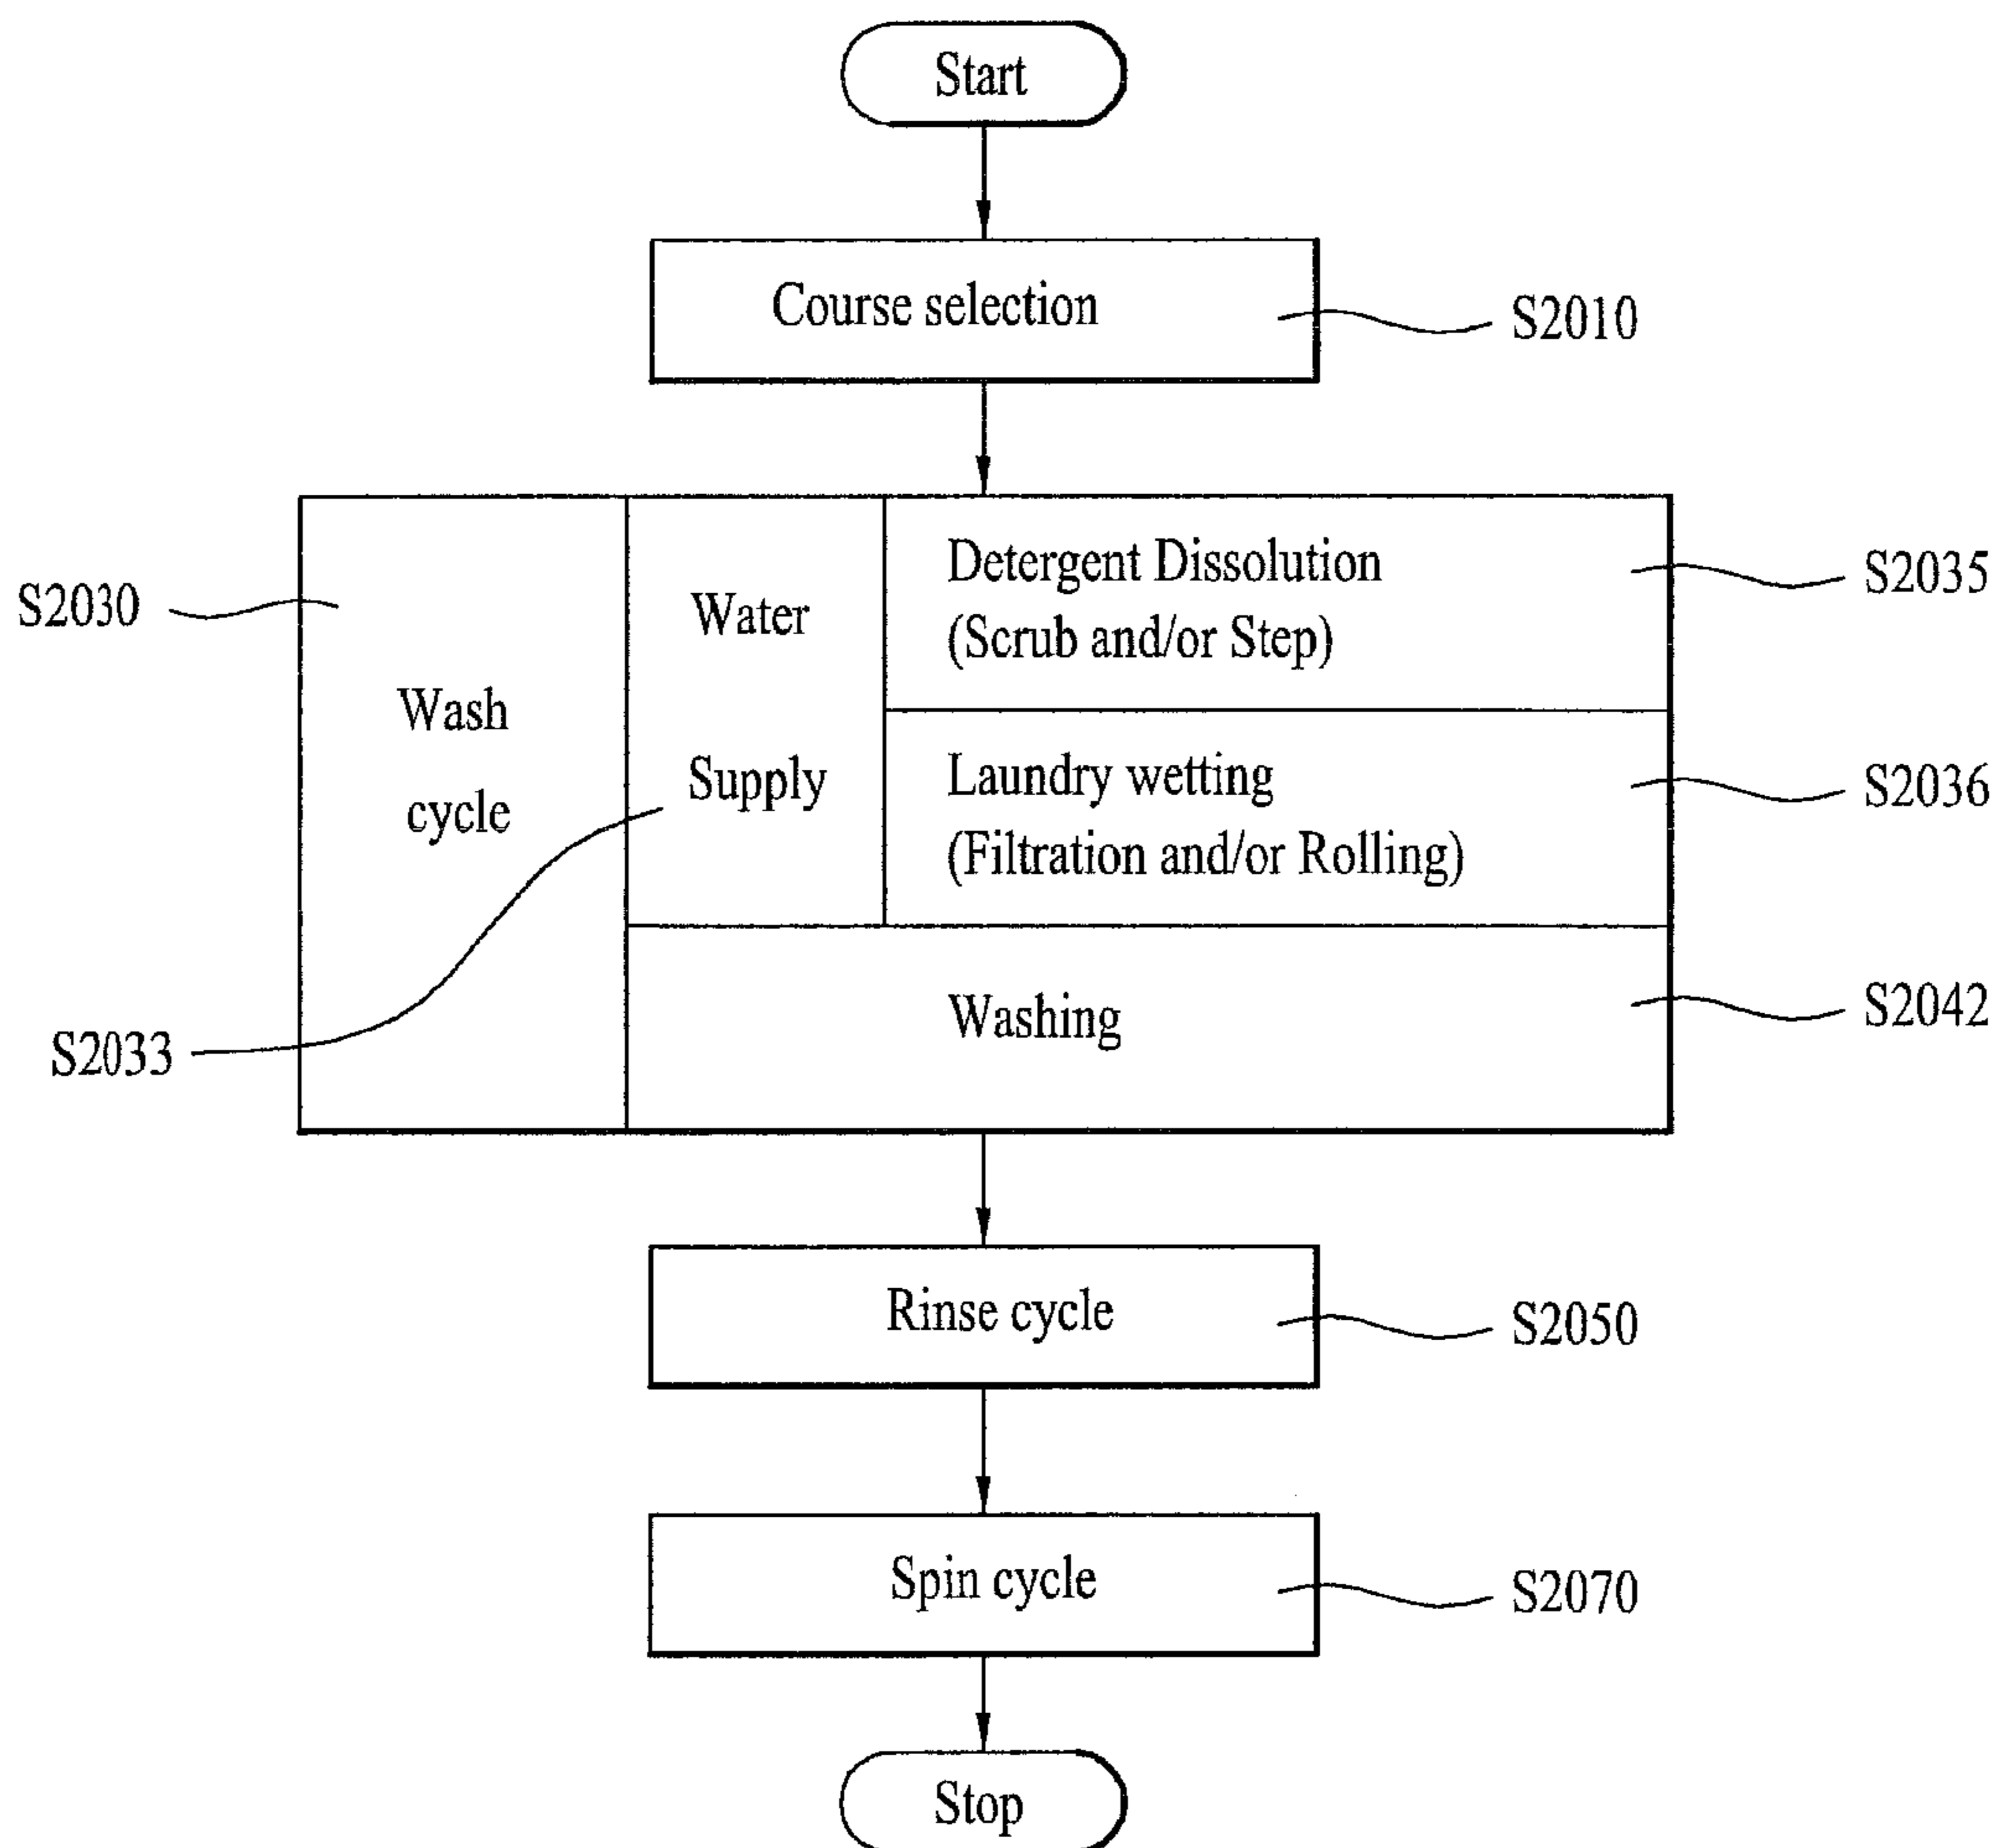 Start
Course selection
S2010
S2030
Wash
cycle
Water
Supply
S2033
Detergent Dissolution
(Scrub and/or Step)
S2035
Laundry wetting
(Filtration and/or Rolling)
S2036
Washing
S2042
Rinse cycle
S2050
Spin cycle
S2070
Stop